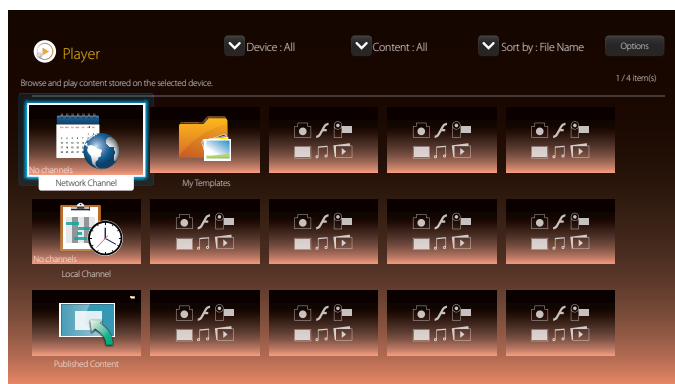 Player
Device : All
Content : All
Sort by : File Name
Options
Browse and play content stored on the selected device.
1 / 4 item(s)
No channels
Network Channel
My Templates
No channels
Local Channel
Published Content